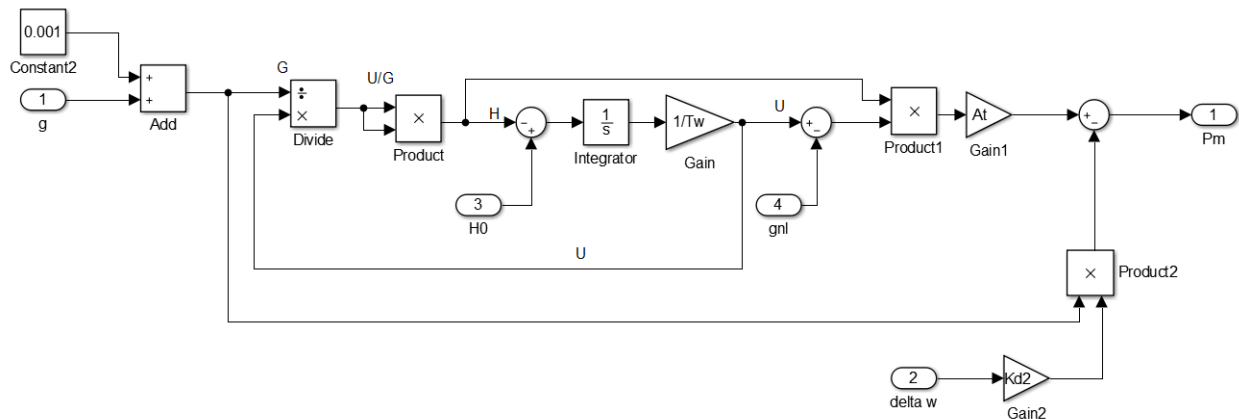 0.001
Constant2
1
g
+
+
Add
G
÷
×
Divide
U/G
×
Product
H
−
+
3
H0
1
s
Integrator
1/Tw
Gain
U
+
−
4
gnl
U
×
Product1
At
Gain1
+
−
1
Pm
×
Product2
2
delta w
Kd2
Gain2